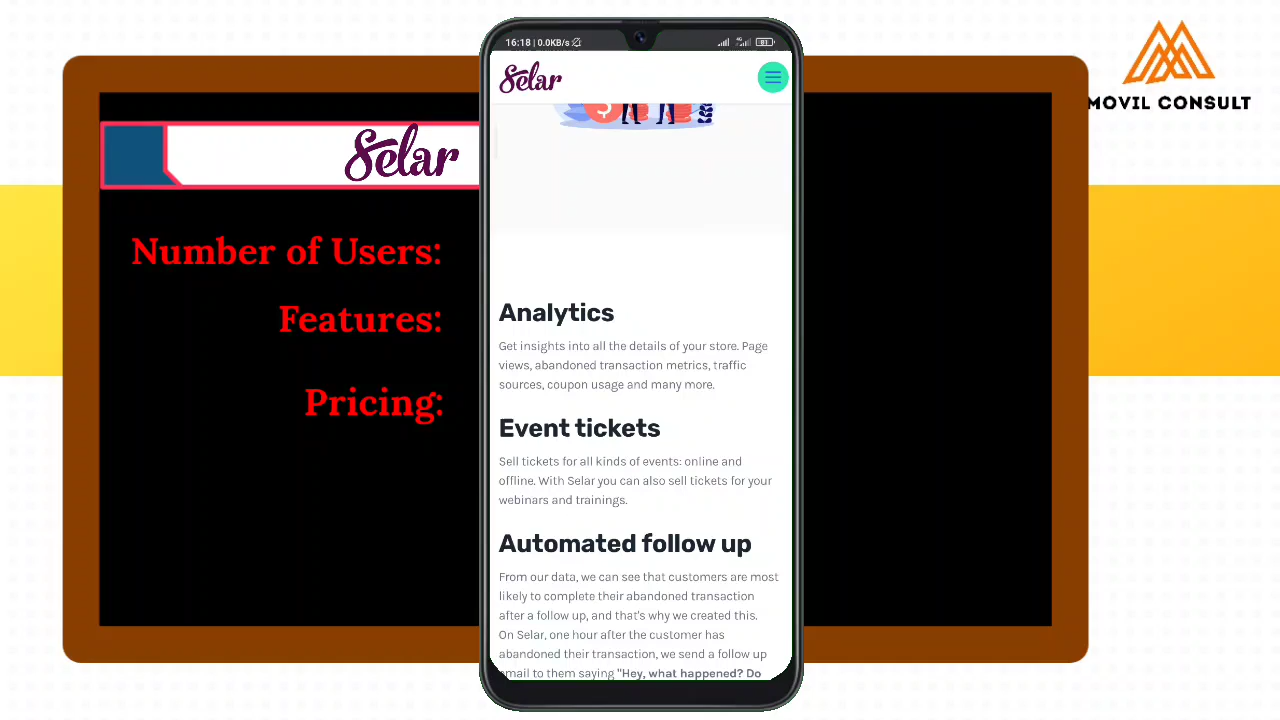 16:18 | 0.0KB/s
4G
81
Selar
MOVIL CONSULT
Selar
Number of Users:
Features:
Pricing:
Analytics
Get insights into all the details of your store. Page
views, abandoned transaction metrics, traffic
sources, coupon usage and many more.
Event tickets
Sell tickets for all kinds of events: online and
offline. With Selar you can also sell tickets for your
webinars and trainings.
Automated follow up
From our data, we can see that customers are most
likely to complete their abandoned transaction
after a follow up, and that's why we created this.
On Selar, one hour after the customer has
abandoned their transaction, we send a follow up
email to them saying "Hey, what happened? Do